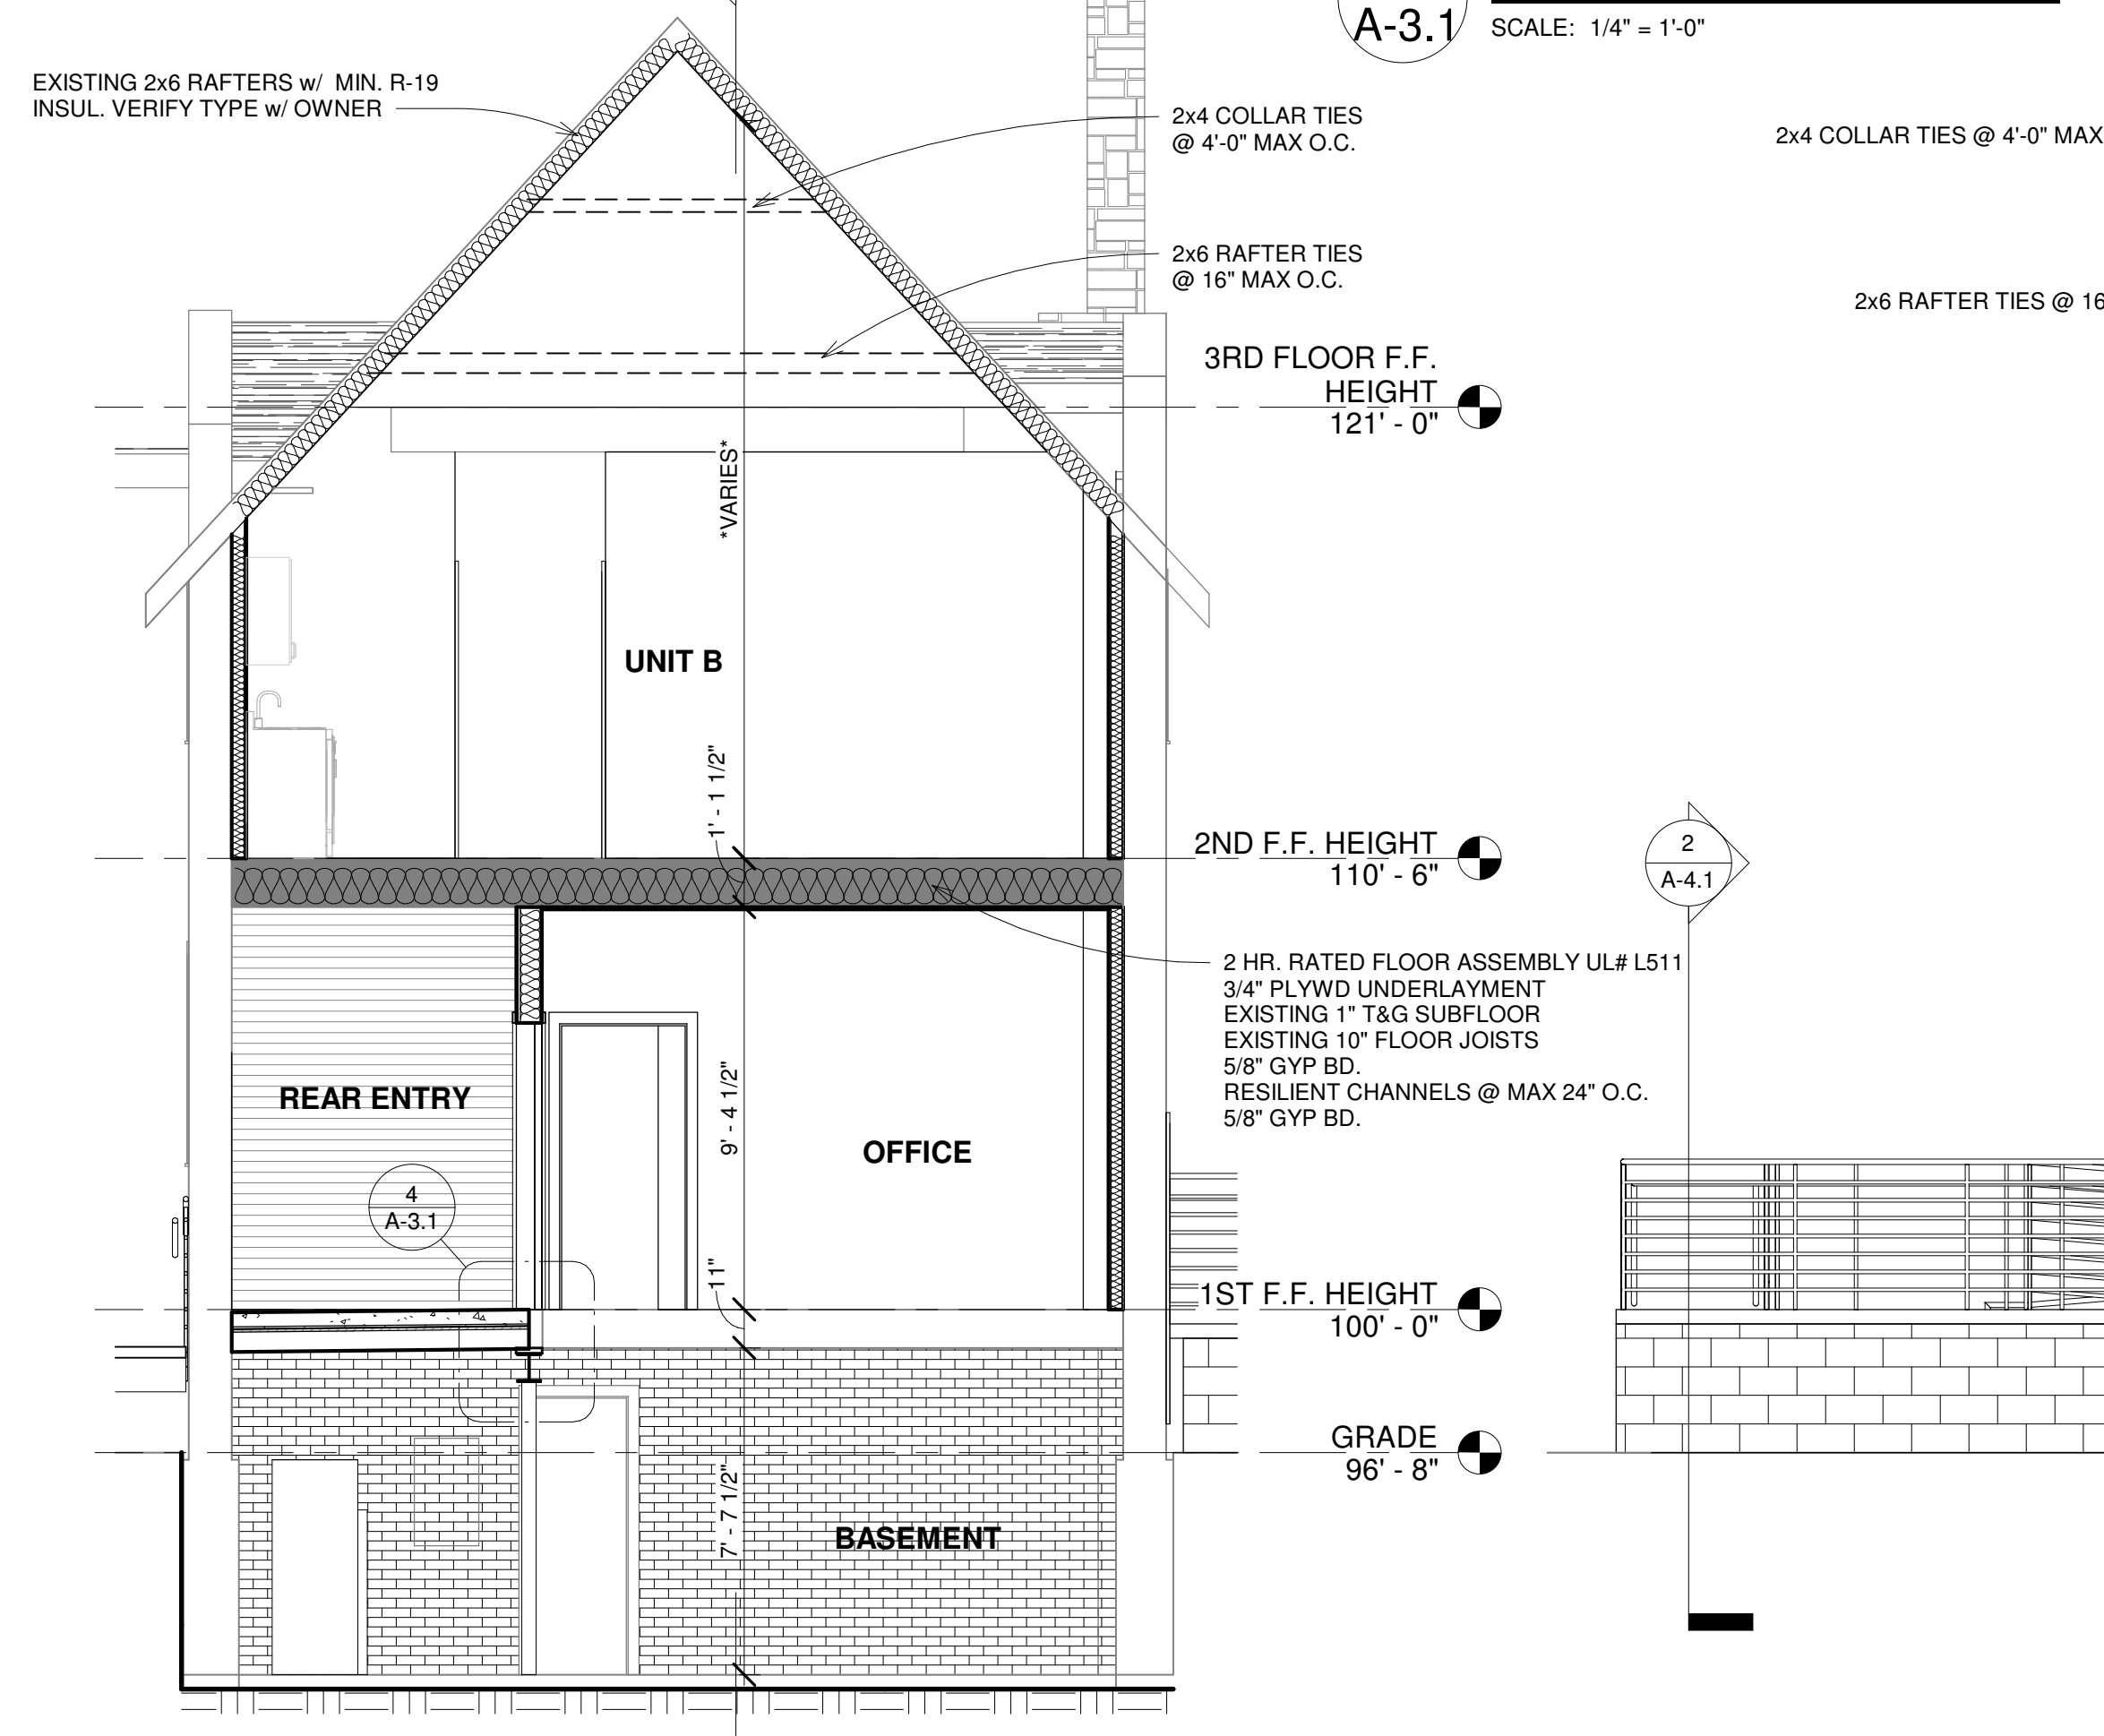 A-3.1
SCALE: 1/4" = 1'-0"
EXISTING 2x6 RAFTERS w/ MIN. R-19
INSUL. VERIFY TYPE w/ OWNER
2x4 COLLAR TIES
@ 4'-0" MAX O.C.
2x4 COLLAR TIES @ 4'-0" MAX
2x6 RAFTER TIES
@ 16" MAX O.C.
2x6 RAFTER TIES @ 16
3RD FLOOR F.F.
HEIGHT
121' - 0"
*VARIES*
UNIT B
1' - 1 1/2"
2ND F.F. HEIGHT
110' - 6"
2
A-4.1
2 HR. RATED FLOOR ASSEMBLY UL# L511
3/4" PLYWD UNDERLAYMENT
EXISTING 1" T&G SUBFLOOR
EXISTING 10" FLOOR JOISTS
5/8" GYP BD.
RESILIENT CHANNELS @ MAX 24" O.C.
5/8" GYP BD.
REAR ENTRY
9' - 4 1/2"
OFFICE
4
A-3.1
11"
1ST F.F. HEIGHT
100' - 0"
GRADE
96' - 8"
7' - 7 1/2"
BASEMENT